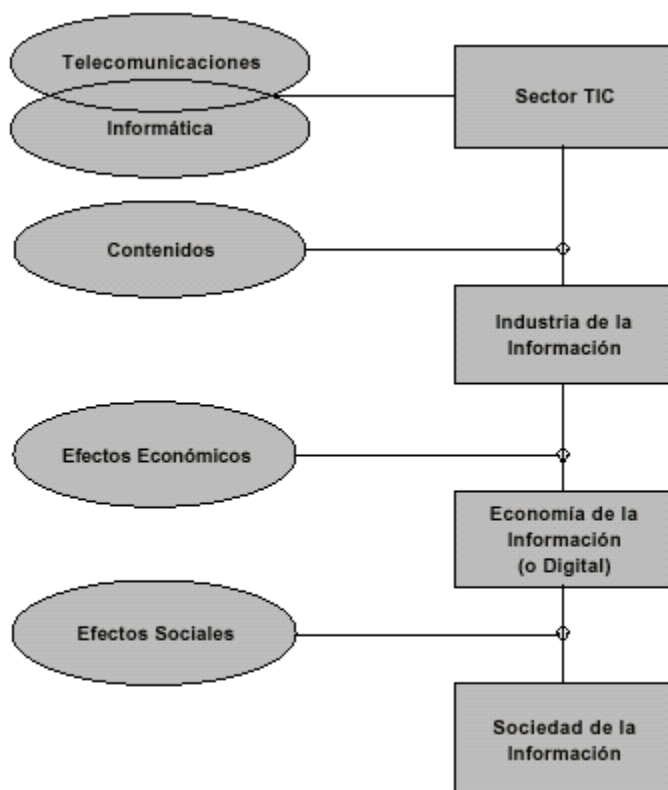 Telecomunicaciones
Informática
Sector TIC
Contenidos
Industria de la
Información
Efectos Económicos
Economía de la
Información
(o Digital)
Efectos Sociales
Sociedad de la
Información